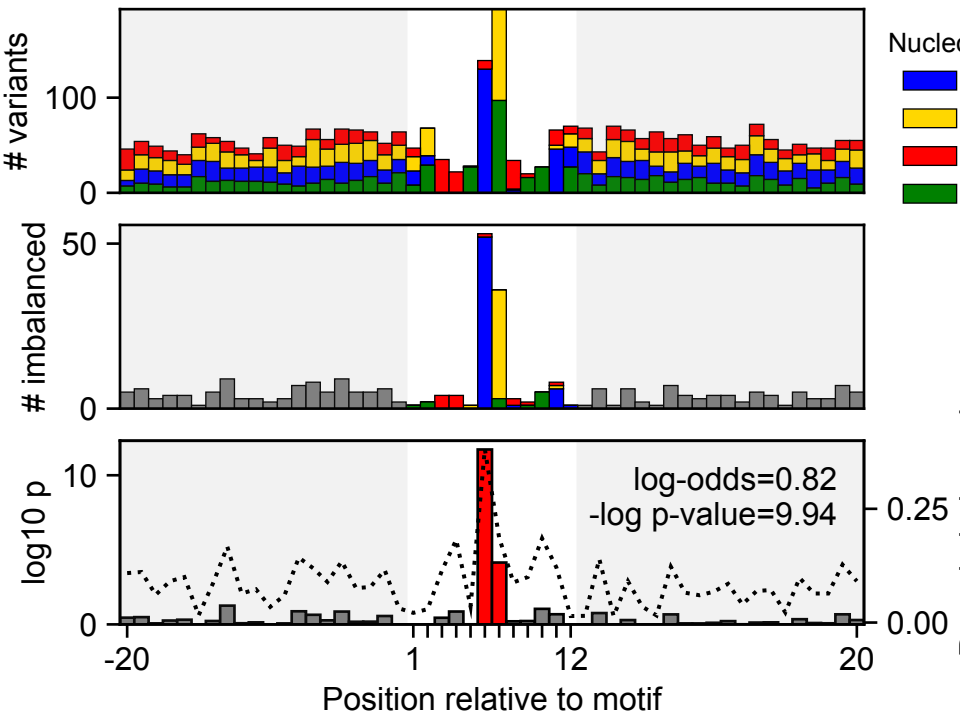 # variants
100
0
Nucleo
# imbalanced
50
0
log10 p
10
0
log-odds=0.82
-log p-value=9.94
0.25
0.00
-20
1
12
20
Position relative to motif